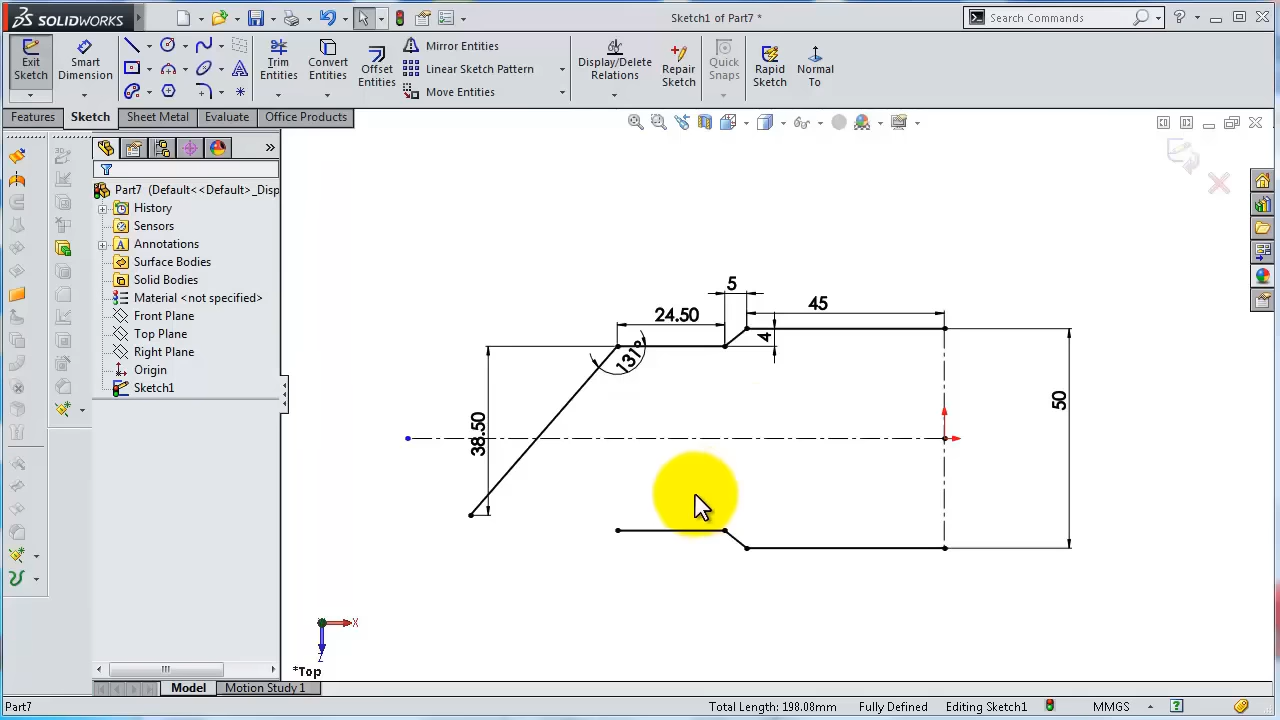 SOLIDWORKS
Sketch1 of Part7 *
Search Commands
Exit Sketch
Smart Dimension
Trim Entities
Convert Entities
Offset Entities
Mirror Entities
Linear Sketch Pattern
Move Entities
Display/Delete Relations
Repair Sketch
Quick Snaps
Rapid Sketch
Normal To
Features
Sketch
Sheet Metal
Evaluate
Office Products
Part7 (Default<<Default>_Disp
History
Sensors
Annotations
Surface Bodies
Solid Bodies
Material <not specified>
Front Plane
Top Plane
Right Plane
Origin
Sketch1
5
24.50
45
4
131°
38.50
50
X
Z
*Top
Model
Motion Study 1
Part7
Total Length: 198.08mm
Fully Defined
Editing Sketch1
MMGS